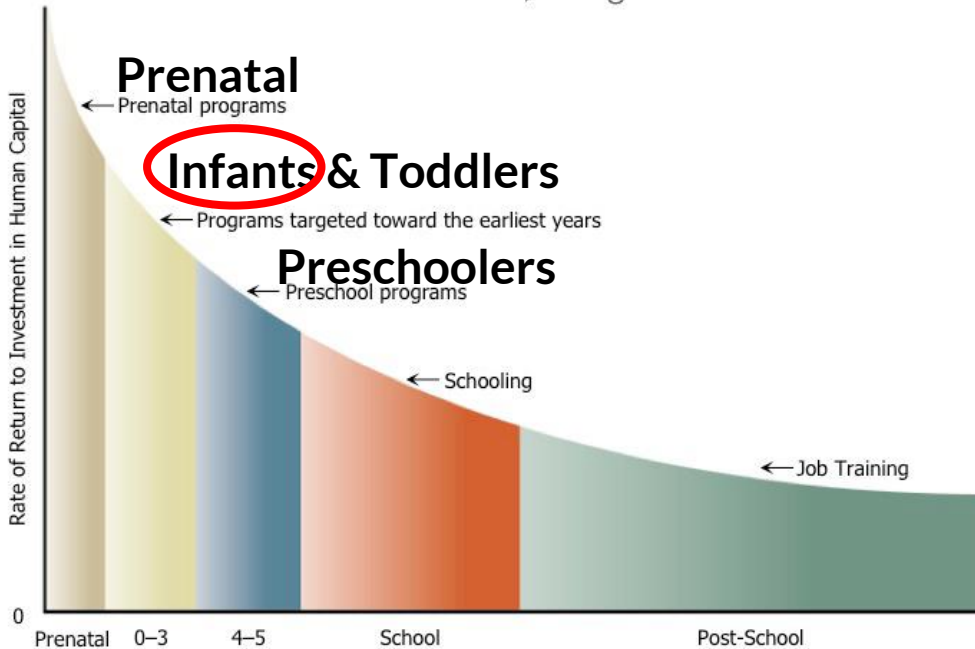 Prenatal
Prenatal programs
Infants & Toddlers
Programs targeted toward the earliest years
Preschoolers
Preschool programs
Schooling
Job Training
Rate of Return to Investment in Human Capital
0
Prenatal 0–3 4–5 School Post-School